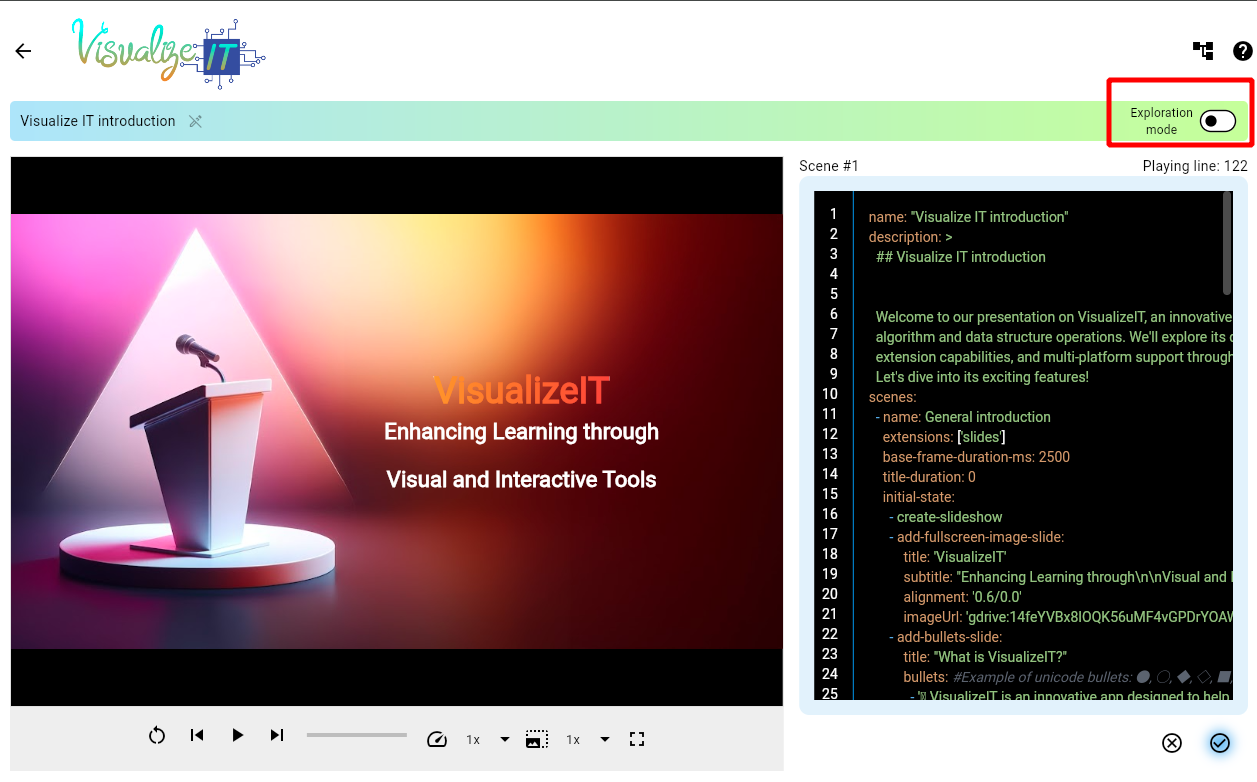 Visualize IT
Visualize IT introduction
Exploration
mode
Scene #1
Playing line: 122
VisualizeIT
Enhancing Learning through
Visual and Interactive Tools
1x
1x
1 name: "Visualize IT introduction"
2 description: >
3 ## Visualize IT introduction
4
5
6 Welcome to our presentation on VisualizeIT, an innovative
7 algorithm and data structure operations. We'll explore its
8 extension capabilities, and multi-platform support through
9 Let's dive into its exciting features!
10 scenes:
11 - name: General introduction
12 extensions: ['slides']
13 base-frame-duration-ms: 2500
14 title-duration: 0
15 initial-state:
16 - create-slideshow
17 - add-fullscreen-image-slide:
18 title: 'VisualizeIT'
19 subtitle: "Enhancing Learning through\n\nVisual and
20 alignment: '0.6/0.0'
21 imageUrl:
22 - add-bullets-slide:
23 title: "What is VisualizeIT?"
24 bullets: #Example of unicode bullets: ●, ○, ◆, ◇, ■,
25 - ' VisualizeIT is an innovative app designed to help